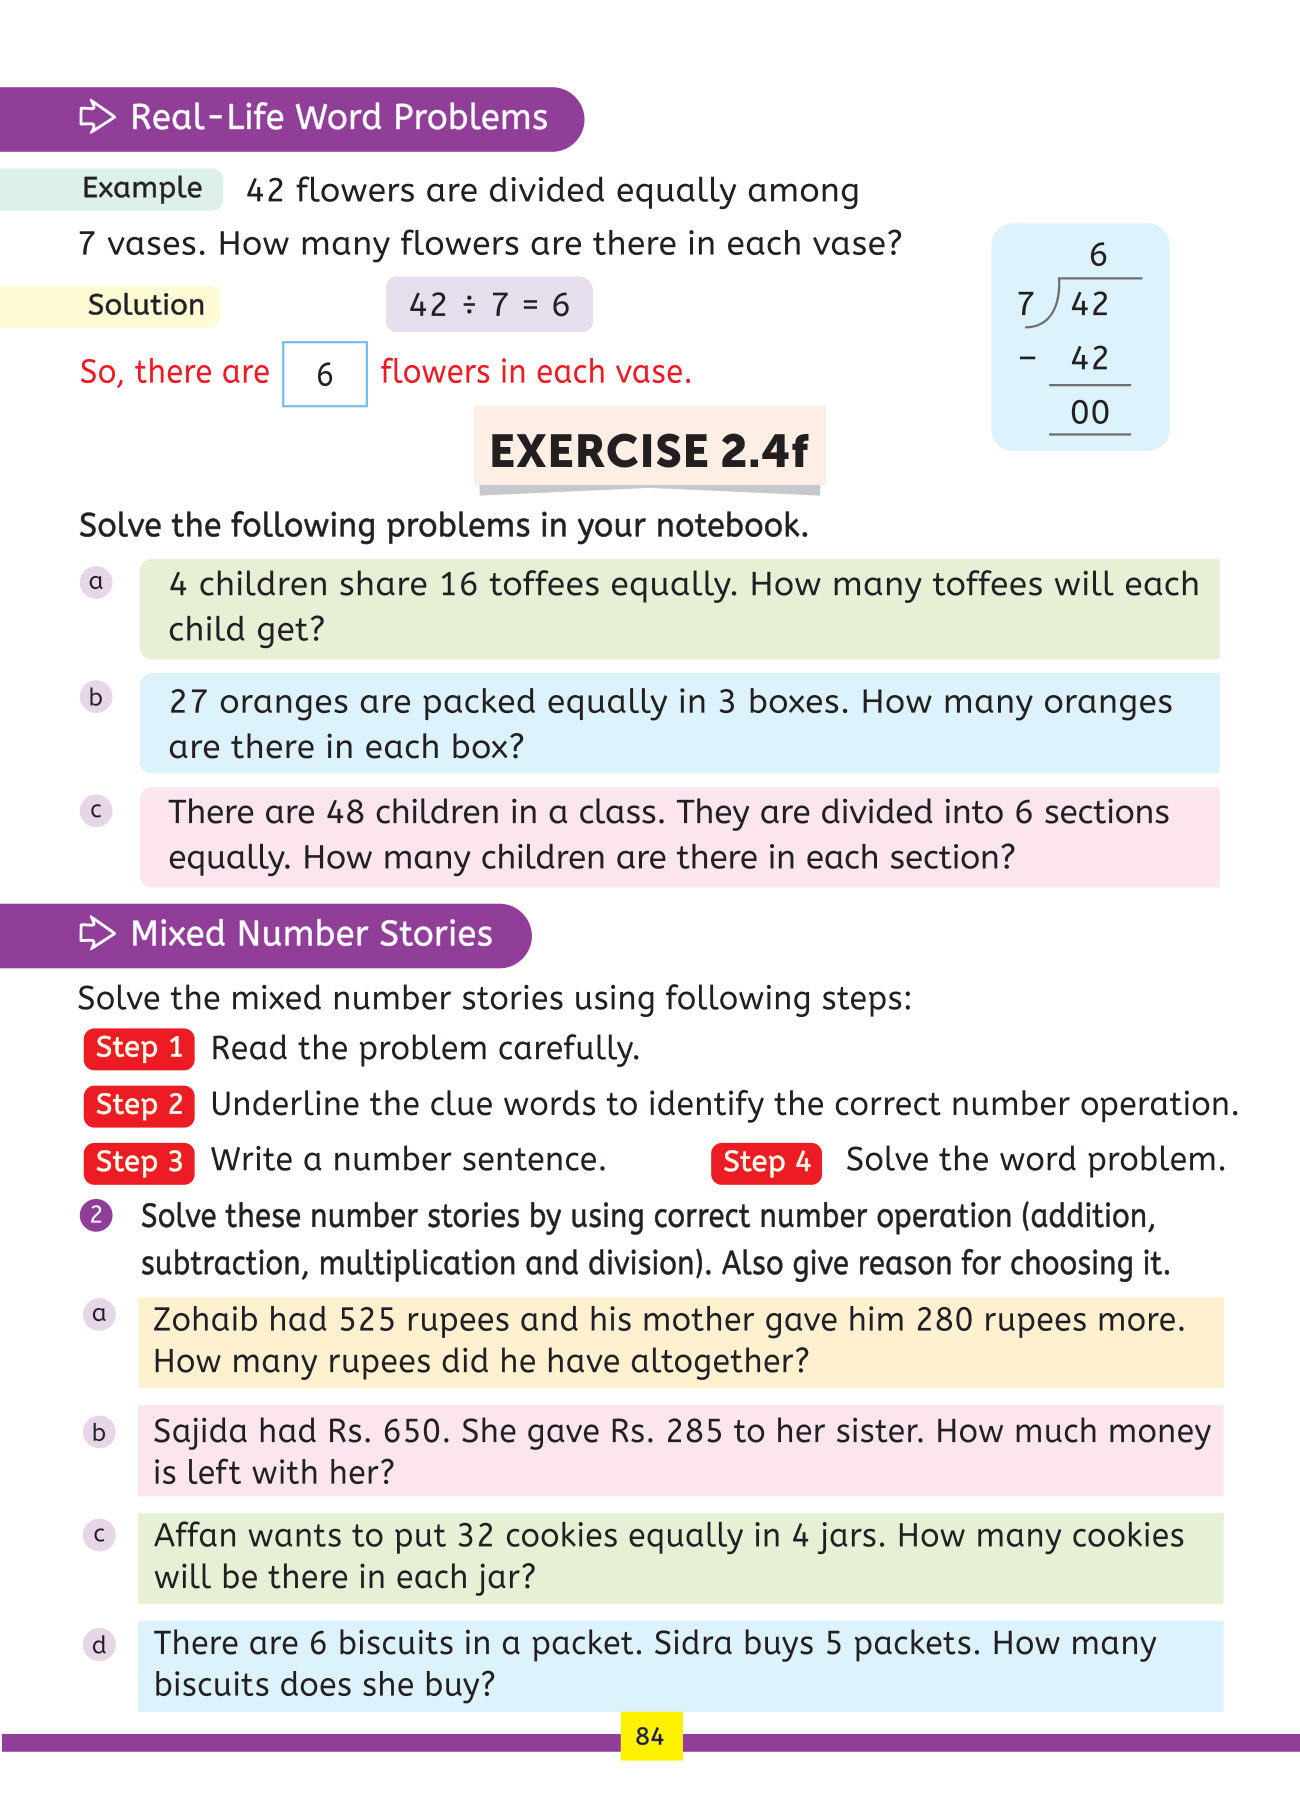 Real-Life Word Problems
Example 42 flowers are divided equally among
7 vases. How many flowers are there in each vase?
Solution 42 ÷ 7 = 6
So, there are 6 flowers in each vase.
6
7 42
- 42
00
EXERCISE 2.4f
Solve the following problems in your notebook.
a 4 children share 16 toffees equally. How many toffees will each
child get?
b 27 oranges are packed equally in 3 boxes. How many oranges
are there in each box?
c There are 48 children in a class. They are divided into 6 sections
equally. How many children are there in each section?
Mixed Number Stories
Solve the mixed number stories using following steps:
Step 1 Read the problem carefully.
Step 2 Underline the clue words to identify the correct number operation.
Step 3 Write a number sentence. Step 4 Solve the word problem.
2 Solve these number stories by using correct number operation (addition,
subtraction, multiplication and division). Also give reason for choosing it.
a Zohaib had 525 rupees and his mother gave him 280 rupees more.
How many rupees did he have altogether?
b Sajida had Rs. 650. She gave Rs. 285 to her sister. How much money
is left with her?
c Affan wants to put 32 cookies equally in 4 jars. How many cookies
will be there in each jar?
d There are 6 biscuits in a packet. Sidra buys 5 packets. How many
biscuits does she buy?
84